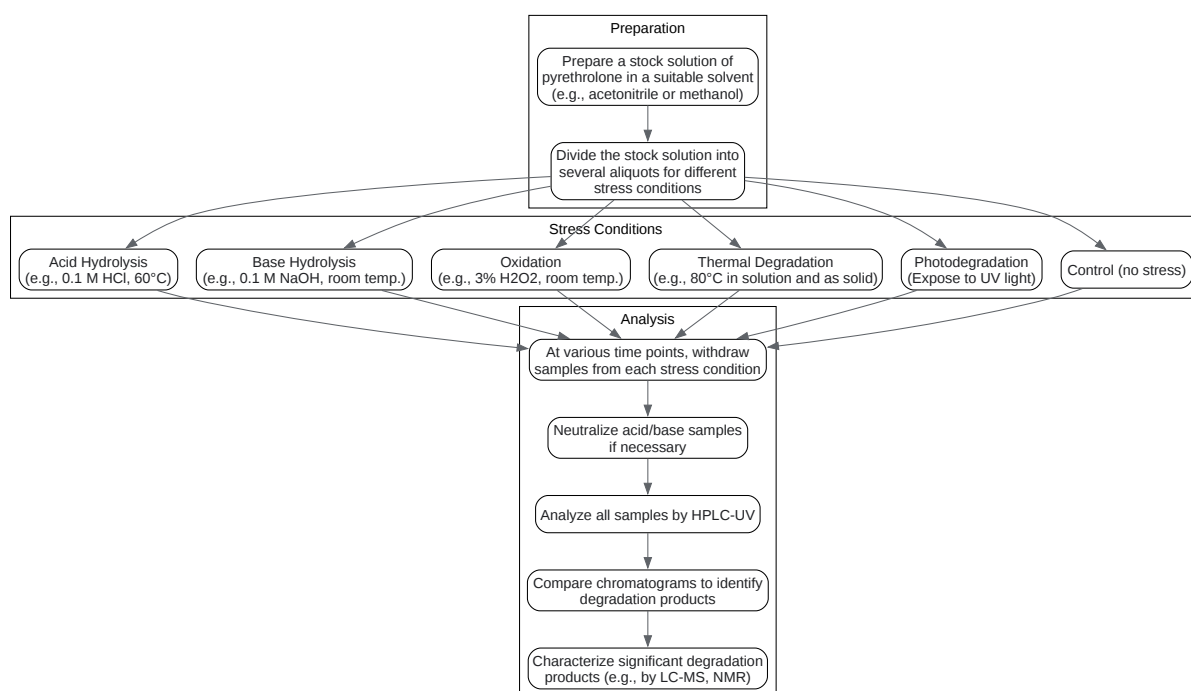 Preparation
Prepare a stock solution of
pyrethrolone in a suitable solvent
(e.g., acetonitrile or methanol)
Divide the stock solution into
several aliquots for different
stress conditions
Stress Conditions
Acid Hydrolysis
(e.g., 0.1 M HCl, 60°C)
Base Hydrolysis
(e.g., 0.1 M NaOH, room temp.)
Oxidation
(e.g., 3% H2O2, room temp.)
Thermal Degradation
(e.g., 80°C in solution and as solid)
Photodegradation
(Expose to UV light)
Control (no stress)
Analysis
At various time points, withdraw
samples from each stress condition
Neutralize acid/base samples
if necessary
Analyze all samples by HPLC-UV
Compare chromatograms to identify
degradation products
Characterize significant degradation
products (e.g., by LC-MS, NMR)